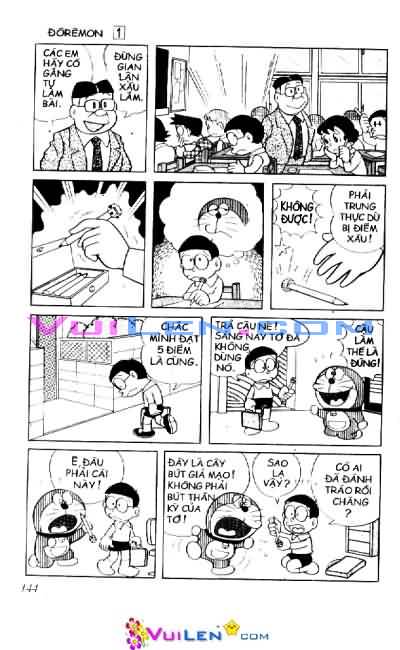 ĐÔRÊMON 1
CÁC EM
HÃY CỐ
GẮNG
TỰ
LÀM
BÀI.
ĐỪNG
GIAN
LẬN
XẤU
LẮM.
KHÔNG
ĐƯỢC!
PHẢI
TRUNG
THỰC DÙ
BỊ ĐIỂM
XẤU!
CHẮC
MÌNH ĐẠT
5 ĐIỂM
LÀ CÙNG.
TRẢ CẬU NÈ!
SÁNG NAY TỚ ĐÃ
KHÔNG
DÙNG
NÓ.
CẬU
LÀM
THẾ LÀ
ĐÚNG!
VUILEN.COM
E, ĐÂU
PHẢI CÁI
NÀY!
ĐÂY LÀ CÂY
BÚT GIẢ MẠO!
KHÔNG PHẢI
BÚT THẦN
KỲ CỦA
TỚ!
SAO
LẠ
VẬY?
CÓ AI
ĐÃ ĐÁNH
TRÁO RỒI
CHĂNG
?
144
VUILEN.COM